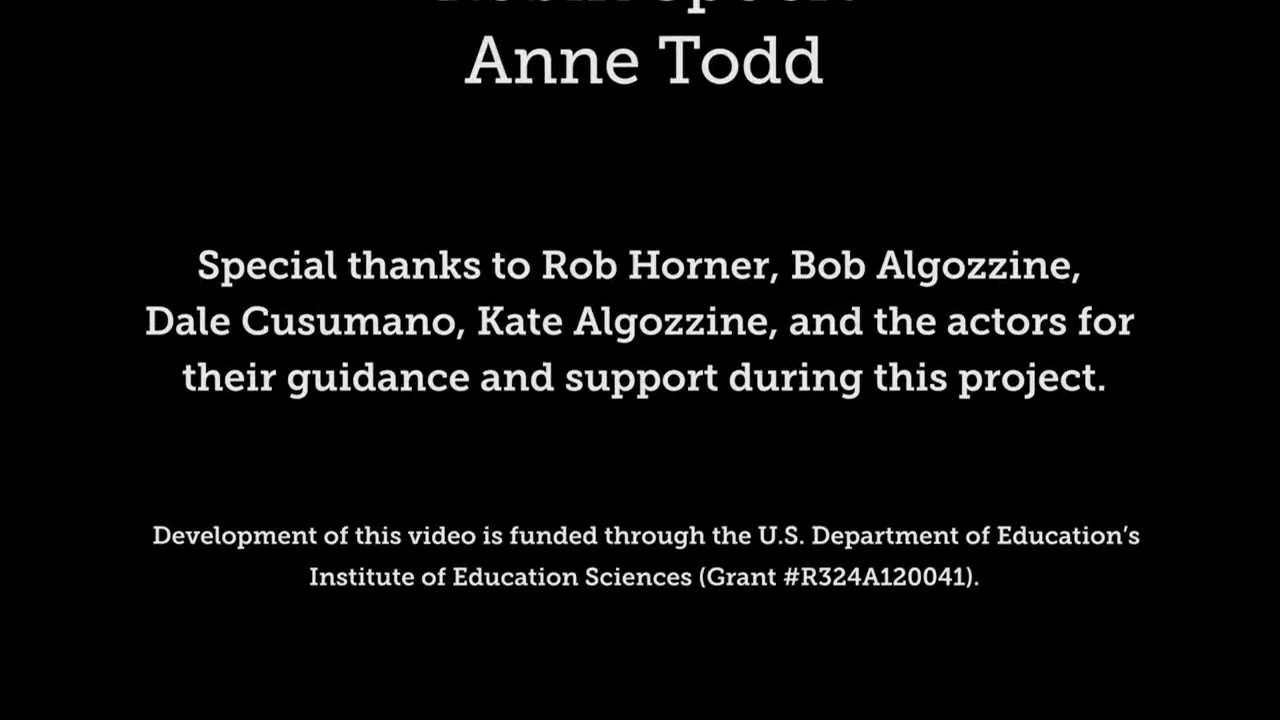 Anne Todd
Special thanks to Rob Horner, Bob Algozzine,
Dale Cusumano, Kate Algozzine, and the actors for
their guidance and support during this project.
Development of this video is funded through the U.S. Department of Education’s
Institute of Education Sciences (Grant #R324A120041).